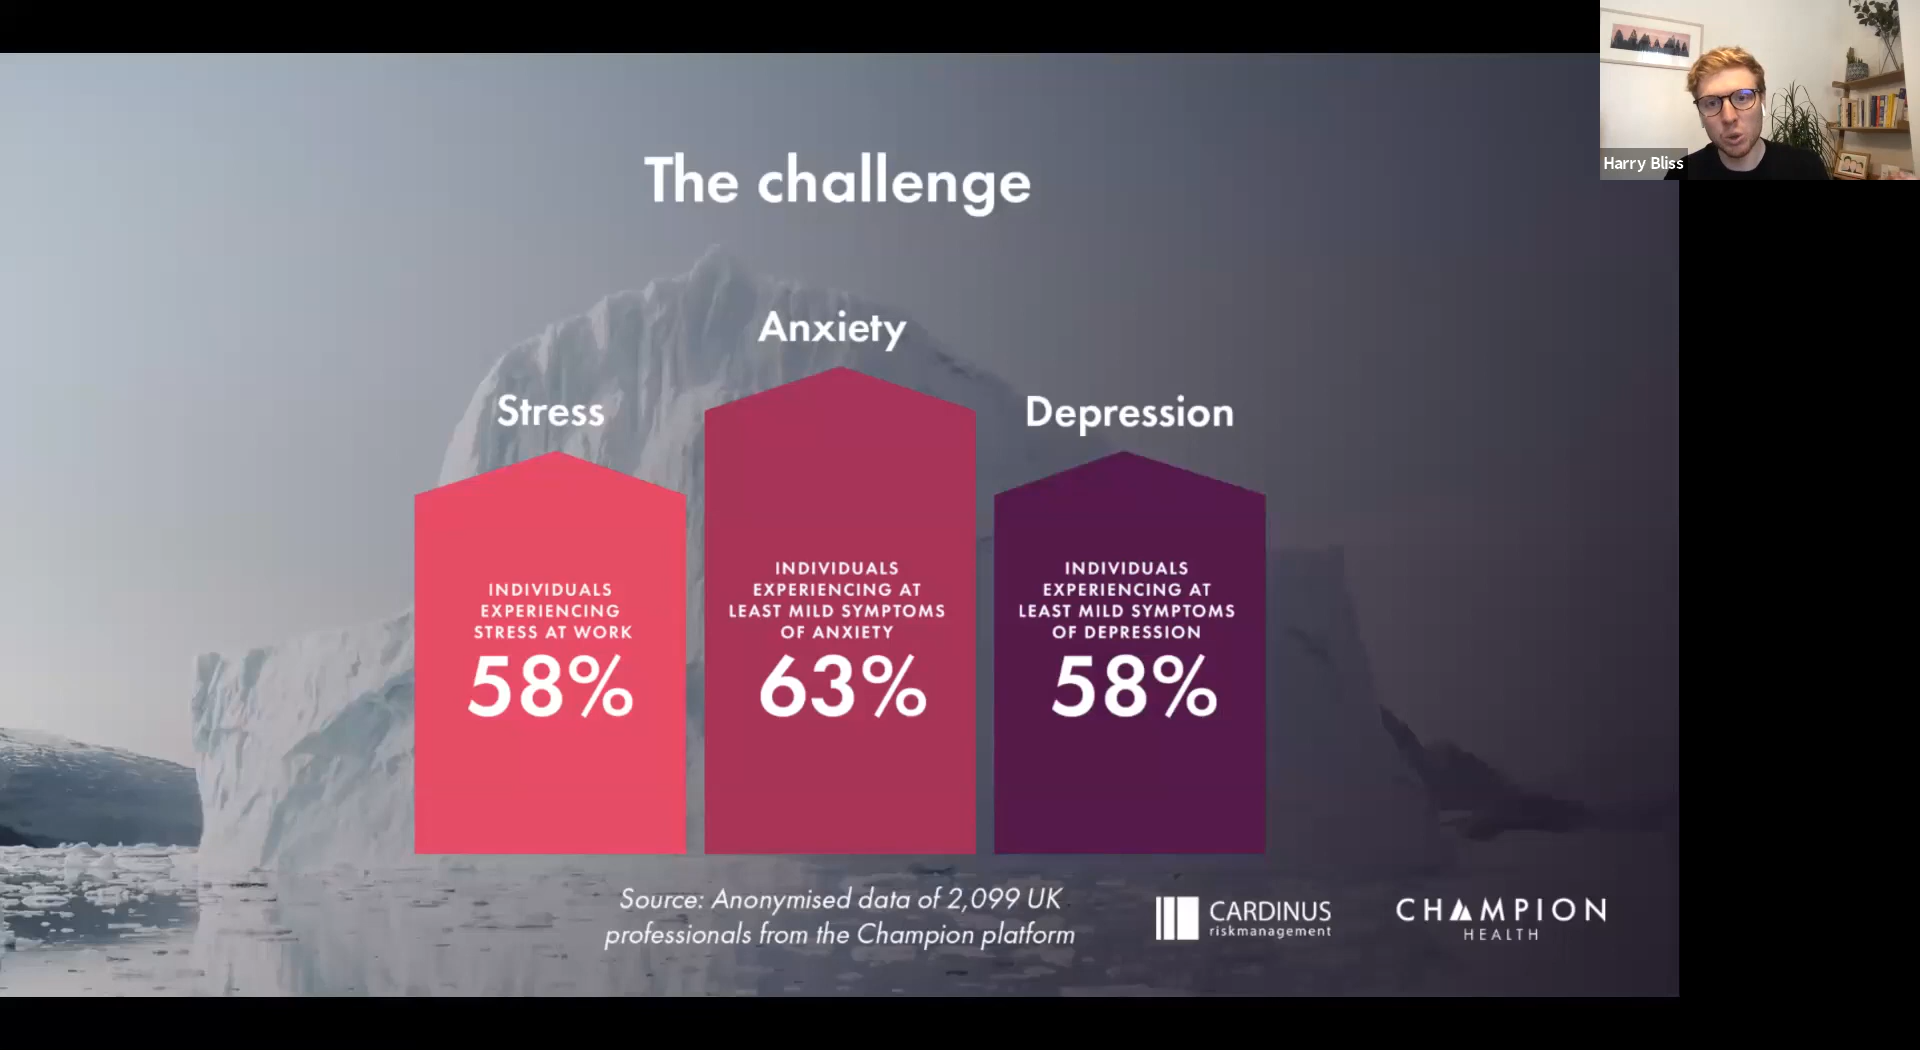 Harry Bliss
The challenge
Anxiety
Stress
Depression
INDIVIDUALS
EXPERIENCING
STRESS AT WORK
58%
INDIVIDUALS
EXPERIENCING AT
LEAST MILD SYMPTOMS
OF ANXIETY
63%
INDIVIDUALS
EXPERIENCING AT
LEAST MILD SYMPTOMS
OF DEPRESSION
58%
Source: Anonymised data of 2,099 UK
professionals from the Champion platform
CARDINUS
riskmanagement
CHAMPION
HEALTH